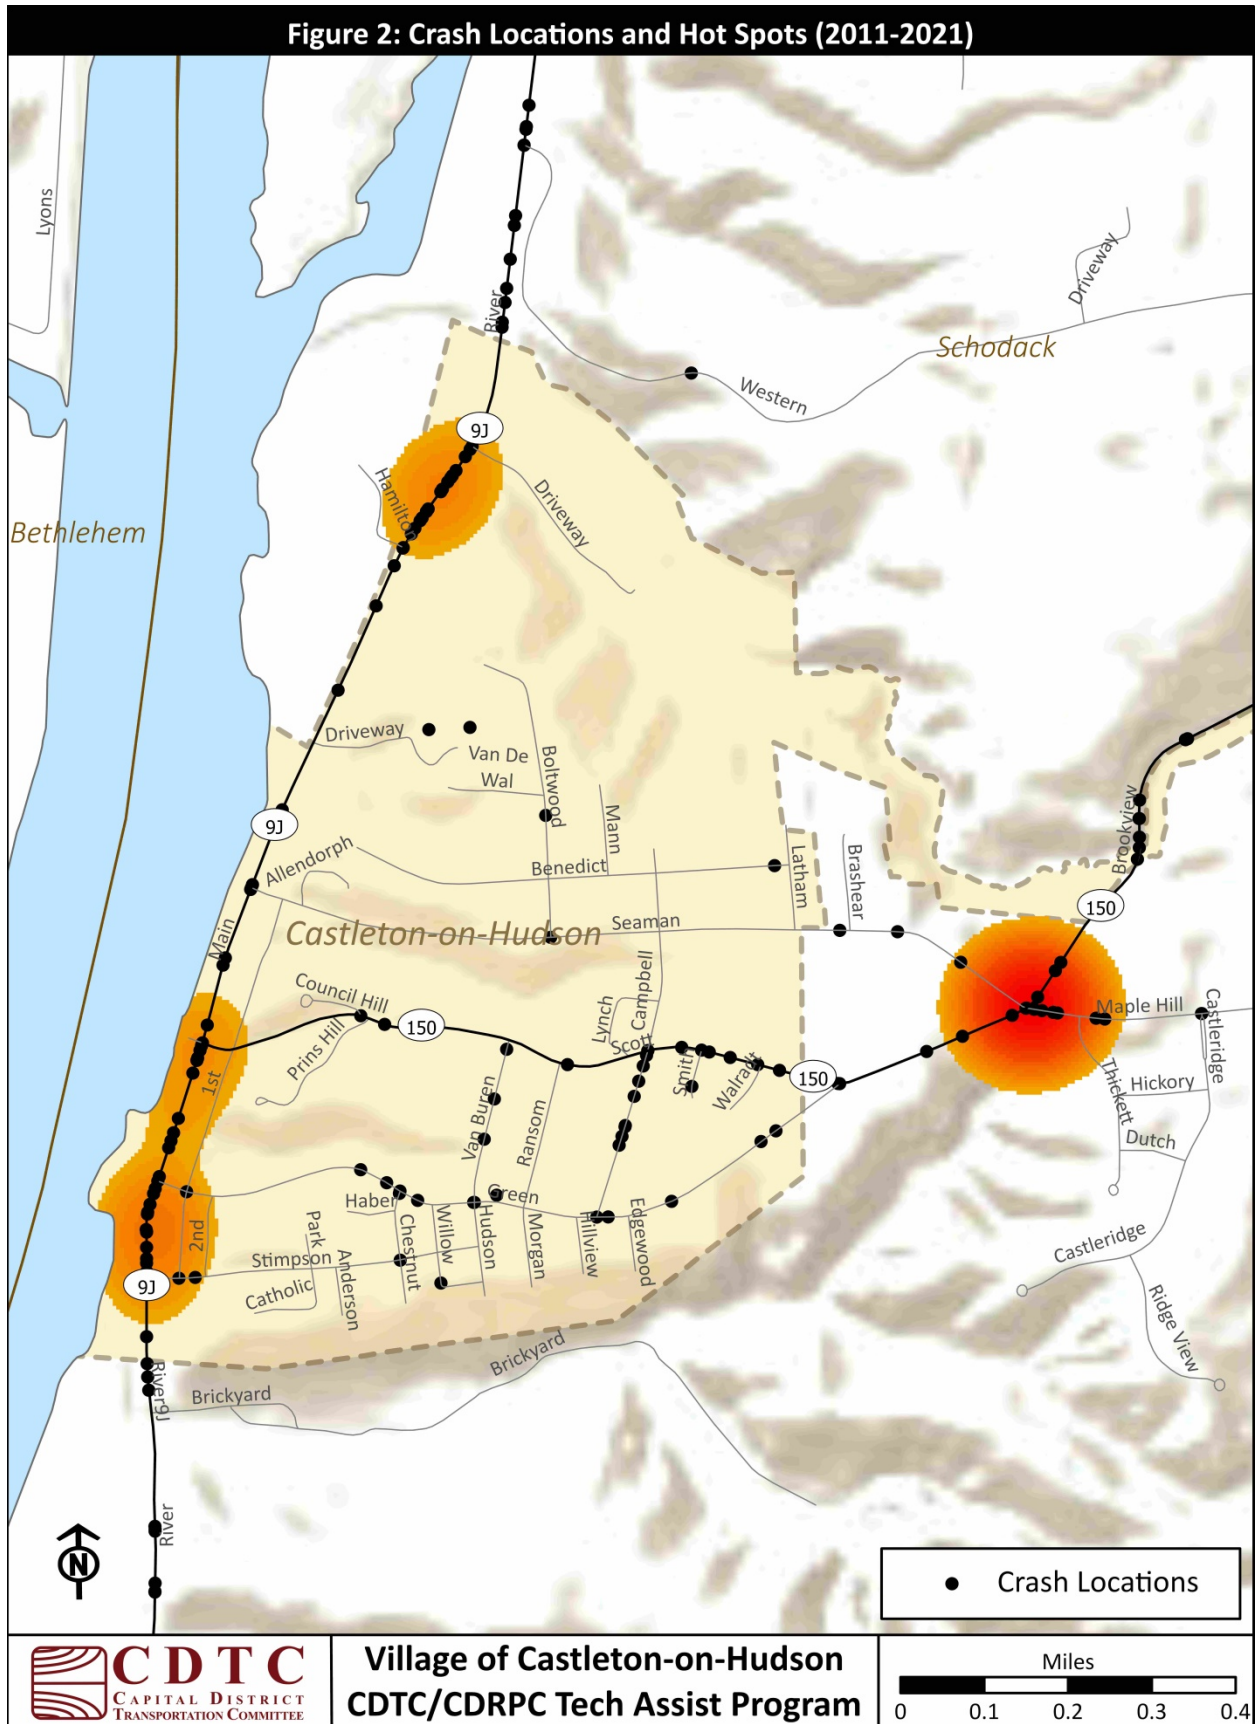 Figure 2: Crash Locations and Hot Spots (2011-2021)
Lyons
River
Driveway
Schodack
Western
9J
Hamilton
Driveway
Bethlehem
Driveway
Van De
Wal
Boltwood
Mann
Brookview
9J
Allendorph
Benedict
Latham
Brashear
150
Main
Castleton-on-Hudson
Seaman
Campbell
Council Hill
Lynch
Maple Hill
Castleridge
150
Prins Hill
Scott
Smith
Walradt
150
1st
Van Buren
Ransom
Thickett
Hickory
Dutch
Haber
Green
2nd
Park
Chestnut
Willow
Hudson
Morgan
Hillview
Edgewood
Castleridge
Stimpson
Anderson
9J
Catholic
Ridge View
Brickyard
River9J
Brickyard
River
N
Crash Locations
CDTC
CAPITAL DISTRICT
TRANSPORTATION COMMITTEE
Village of Castleton-on-Hudson
CDTC/CDRPC Tech Assist Program
Miles
0 0.1 0.2 0.3 0.4